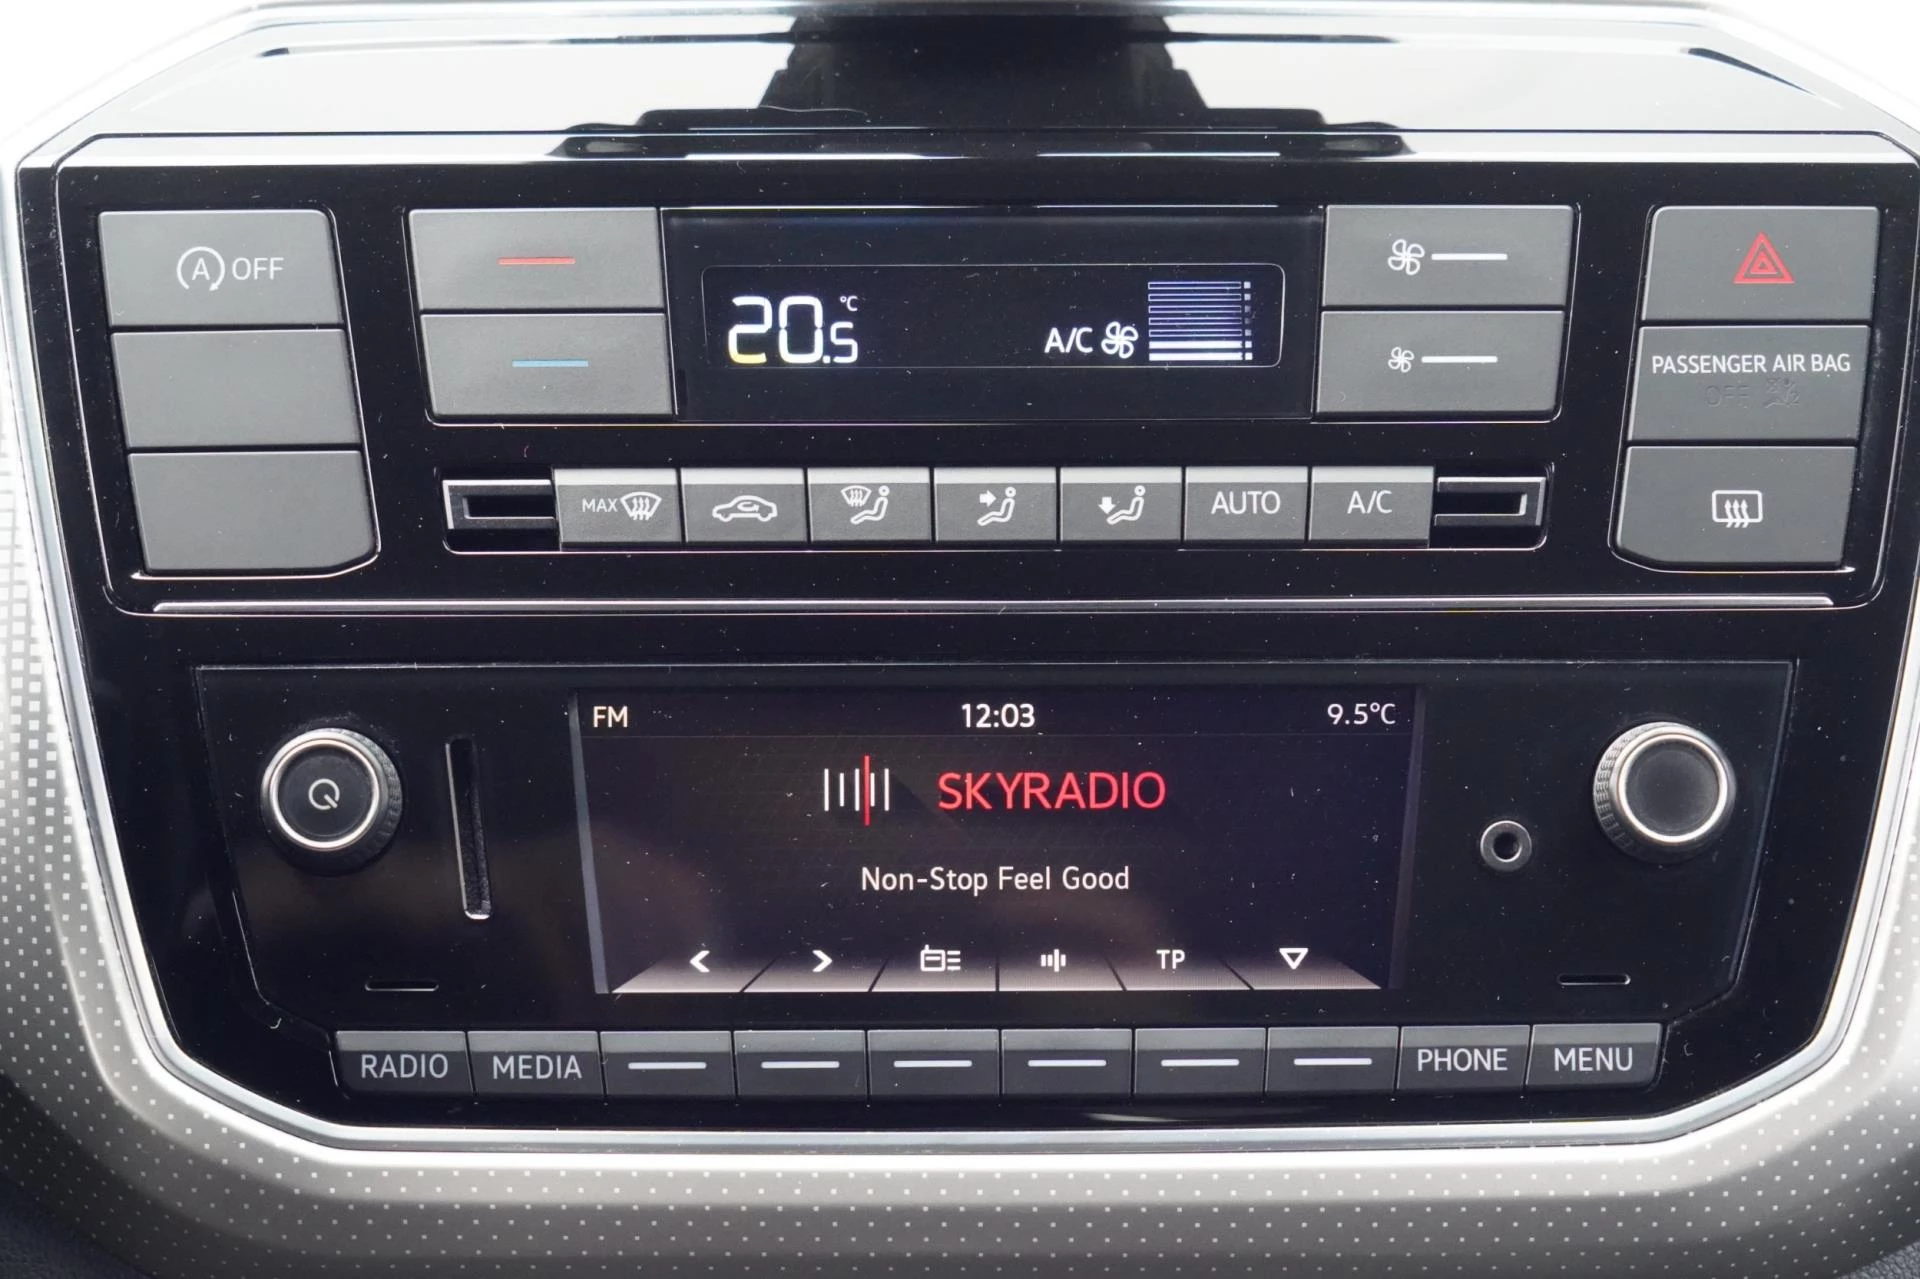 A OFF
20.5 °C
A/C
PASSENGER AIR BAG
OFF
MAX
AUTO
A/C
FM 12:03 9.5°C
SKYRADIO
Non-Stop Feel Good
TP
RADIO MEDIA PHONE MENU